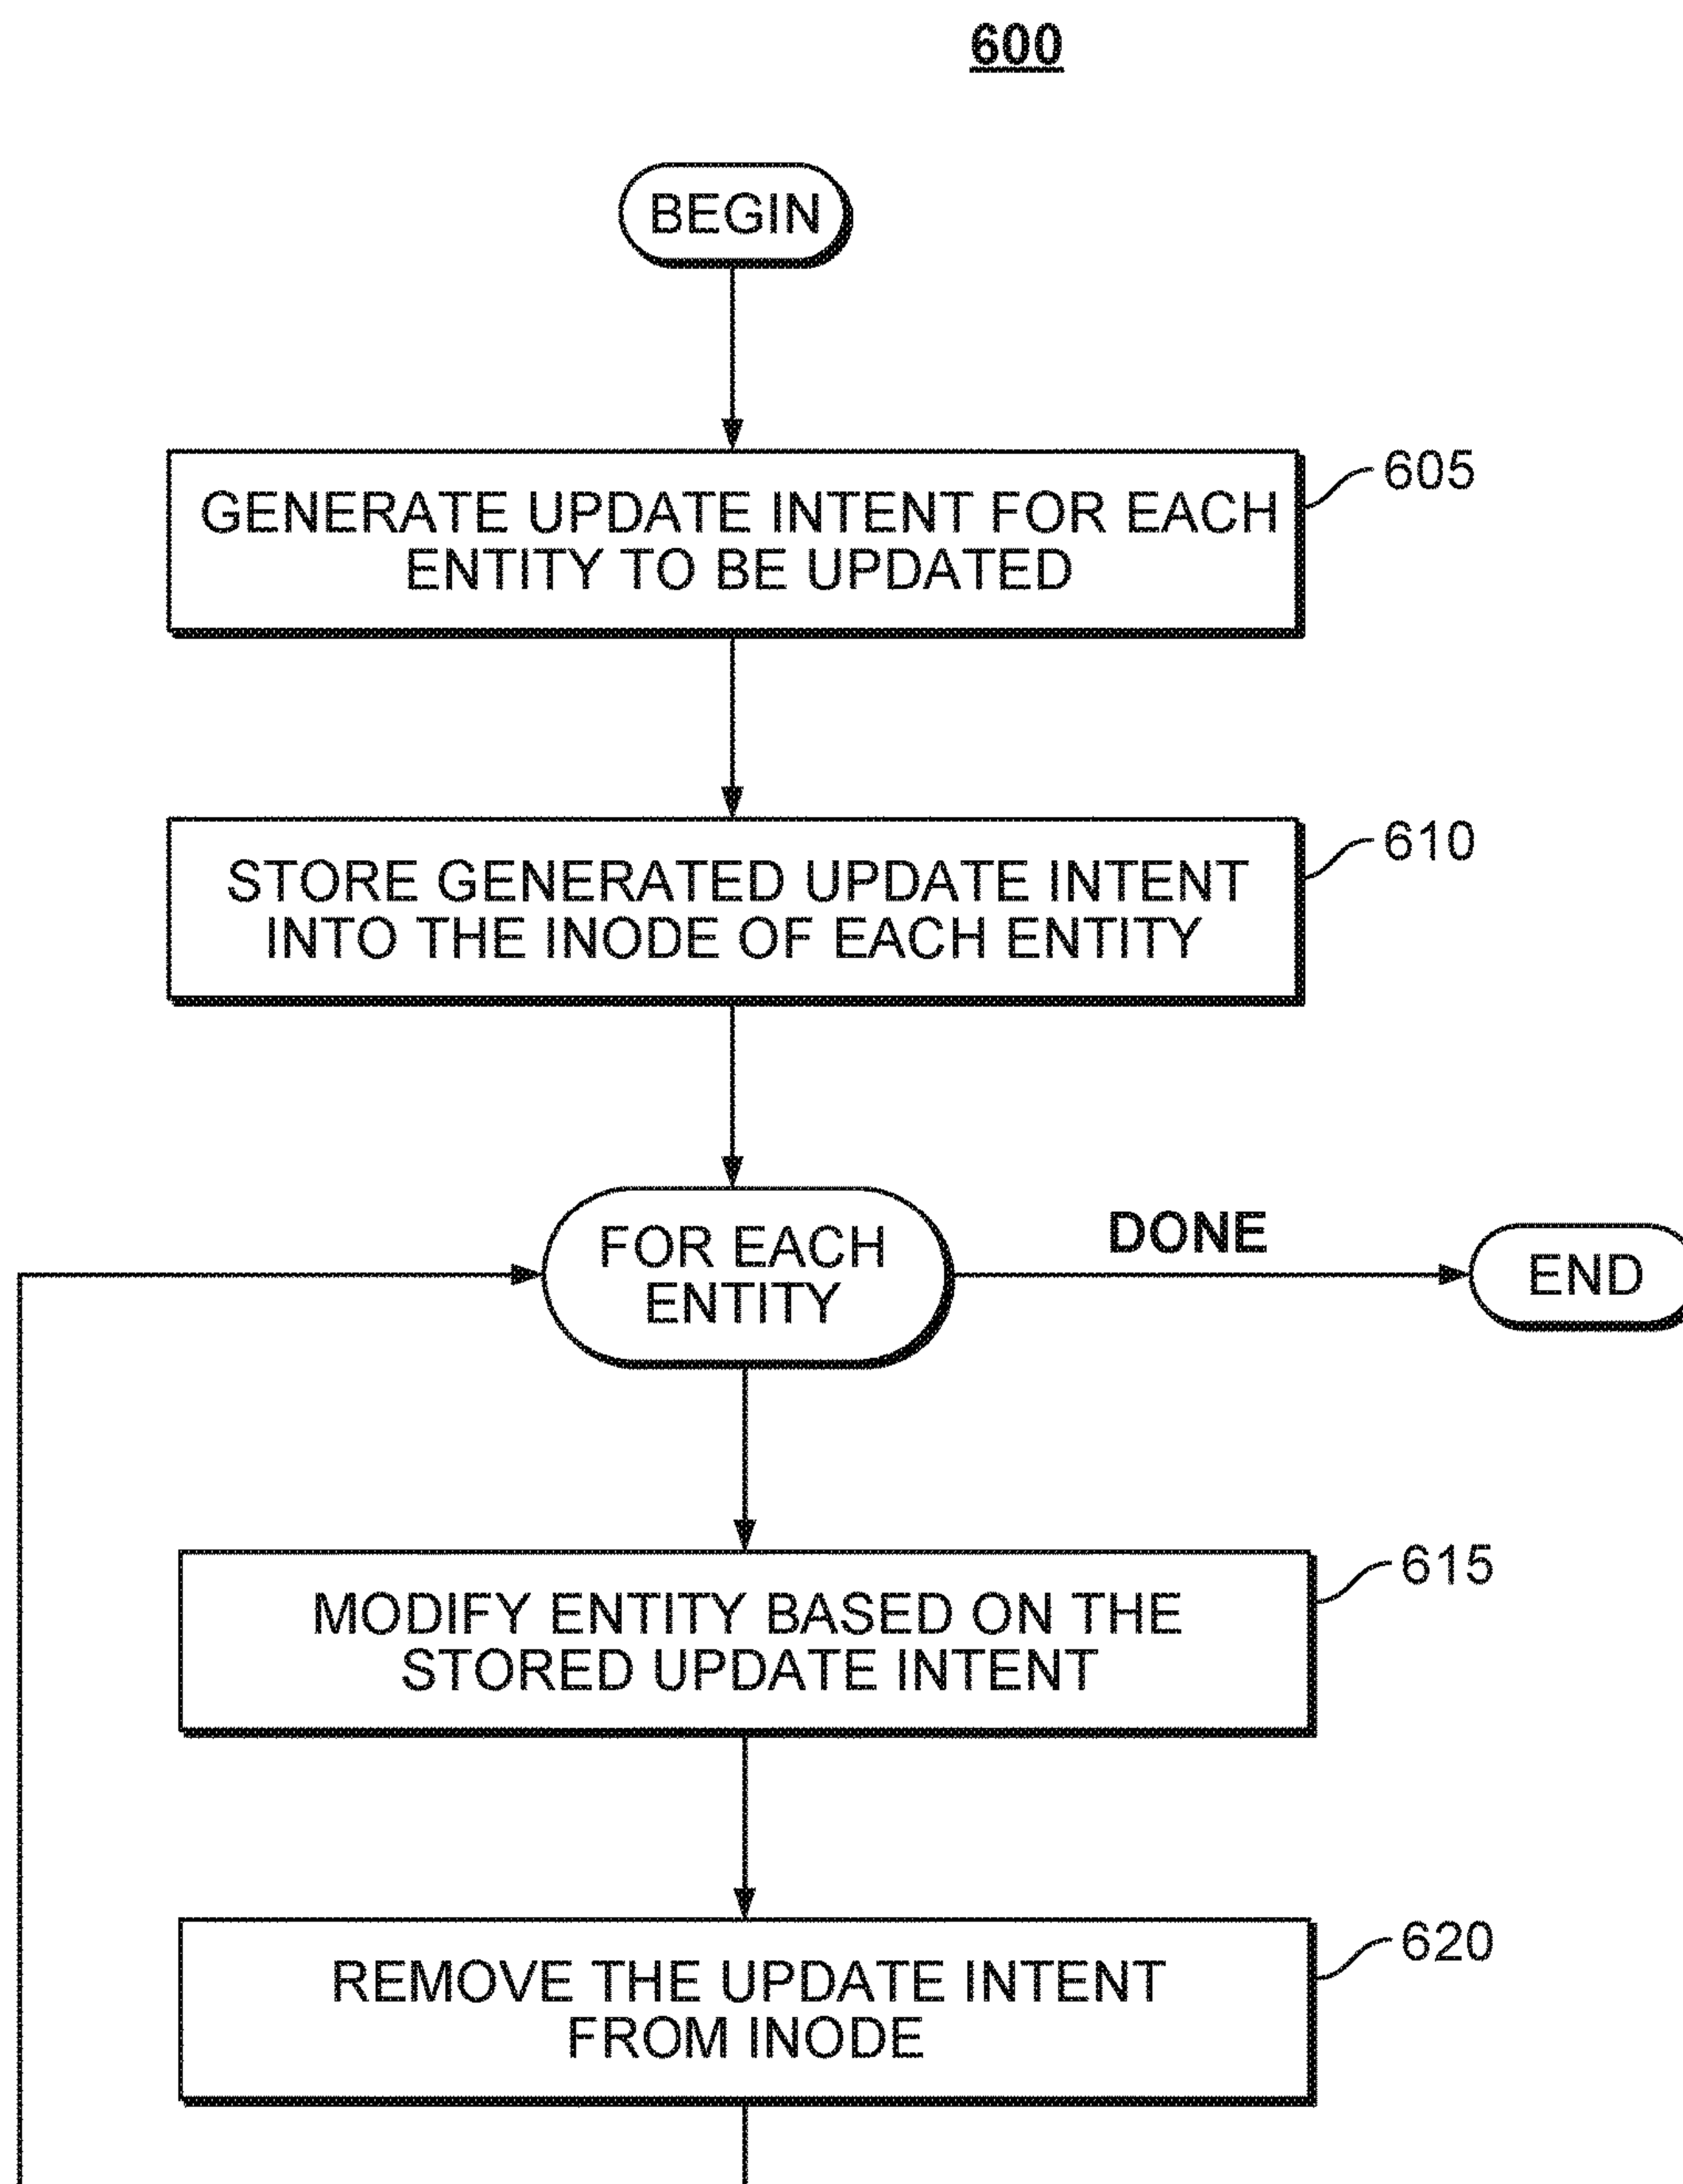 600
BEGIN
GENERATE UPDATE INTENT FOR EACH
ENTITY TO BE UPDATED
605
STORE GENERATED UPDATE INTENT
INTO THE INODE OF EACH ENTITY
610
FOR EACH
ENTITY
DONE
END
MODIFY ENTITY BASED ON THE
STORED UPDATE INTENT
615
REMOVE THE UPDATE INTENT
FROM INODE
620